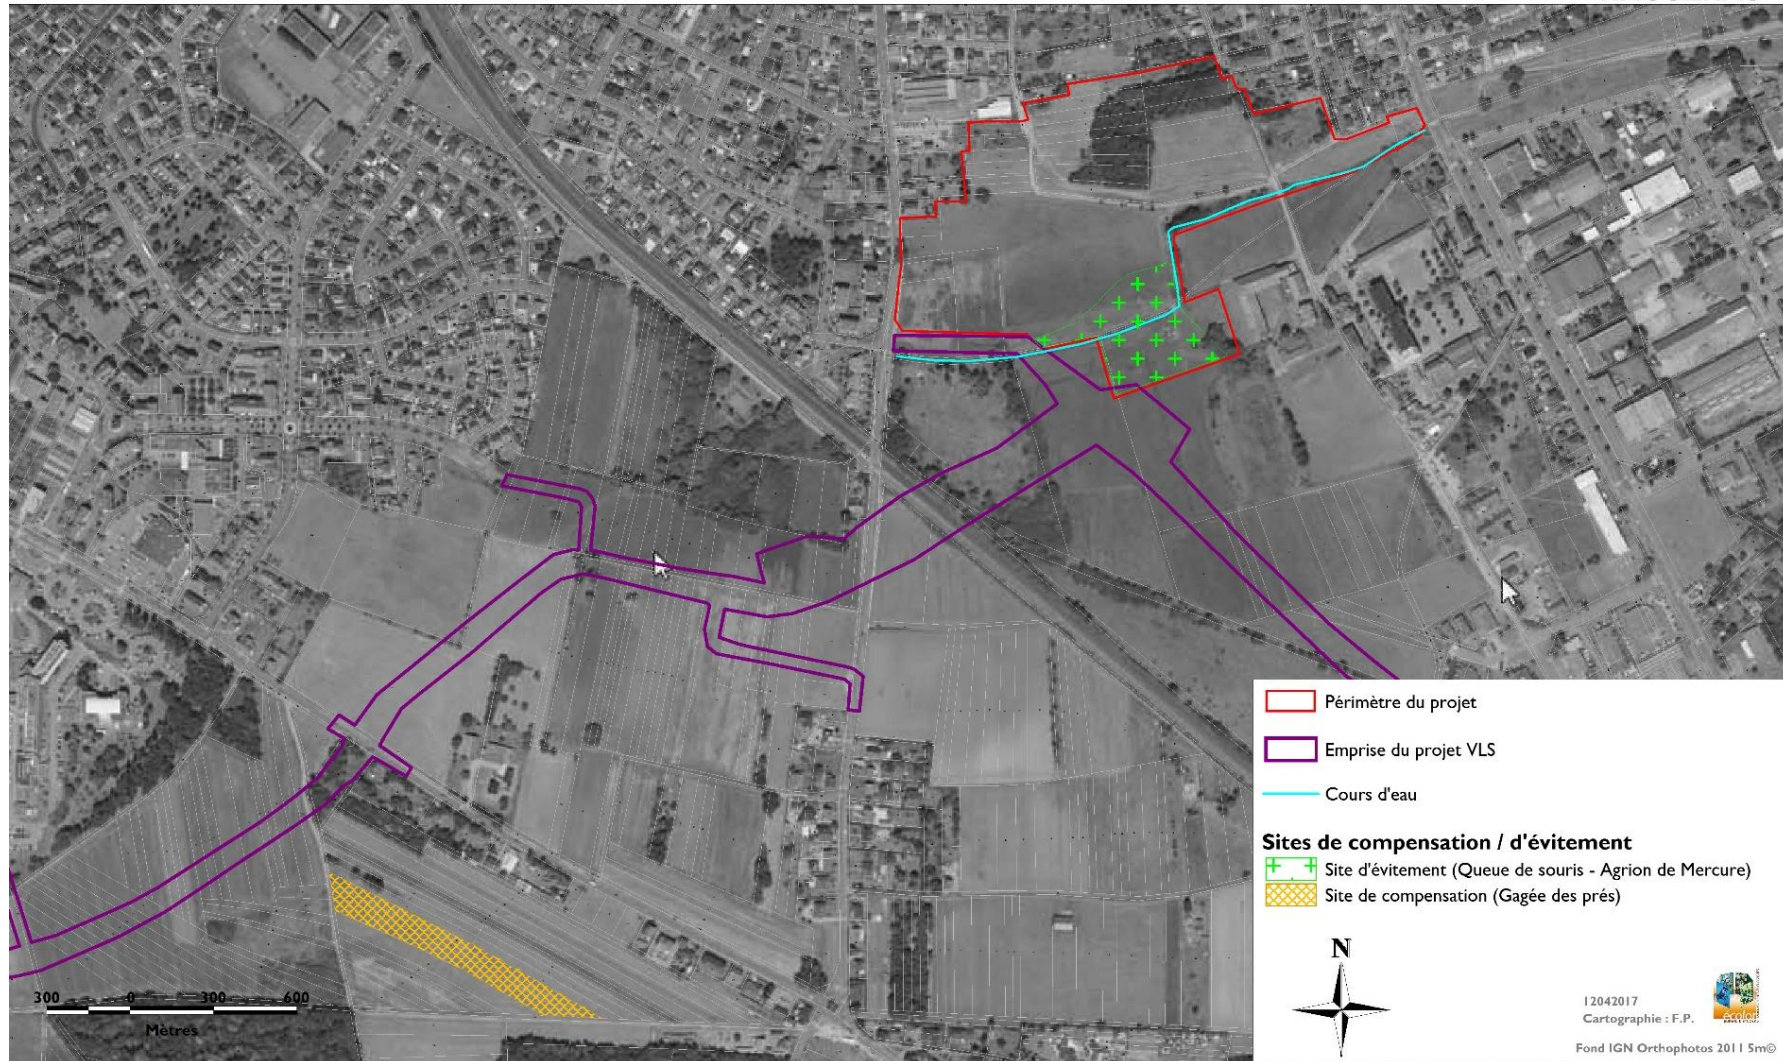 Périmètre du projet
Emprise du projet VLS
Cours d'eau
Sites de compensation / d'évitement
Site d'évitement (Queue de souris - Agrion de Mercure)
Site de compensation (Gagée des prés)
N
300 0 300 600
Mètres
12042017
Cartographie : F.P.
écolor
Fond IGN Orthophotos 2011 5m©